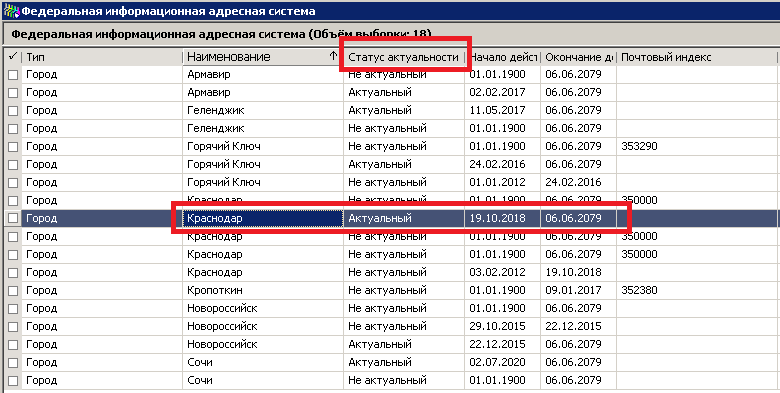 Федеральная информационная адресная система
Федеральная информационная адресная система (Объём выборки: 18)
✓ Тип Наименование ↑ Статус актуальности Начало дейст Окончание де Почтовый индекс
Город Армавир Не актуальный 01.01.1900 06.06.2079
Город Армавир Актуальный 02.02.2017 06.06.2079
Город Геленджик Актуальный 11.05.2017 06.06.2079
Город Геленджик Не актуальный 01.01.1900 06.06.2079
Город Горячий Ключ Не актуальный 01.01.1900 06.06.2079 353290
Город Горячий Ключ Актуальный 24.02.2016 06.06.2079
Город Горячий Ключ Не актуальный 01.01.2012 24.02.2016
Город Краснодар Не актуальный 01.01.1900 06.06.2079 350000
Город Краснодар Актуальный 19.10.2018 06.06.2079
Город Краснодар Не актуальный 01.01.1900 06.06.2079 350000
Город Краснодар Не актуальный 01.01.1900 06.06.2079 350000
Город Краснодар Не актуальный 03.02.2012 19.10.2018
Город Кропоткин Не актуальный 01.01.1900 09.01.2017 352380
Город Новороссийск Не актуальный 01.01.1900 06.06.2079
Город Новороссийск Не актуальный 29.10.2015 22.12.2015
Город Новороссийск Актуальный 22.12.2015 06.06.2079
Город Сочи Актуальный 02.07.2020 06.06.2079
Город Сочи Не актуальный 01.01.1900 06.06.2079